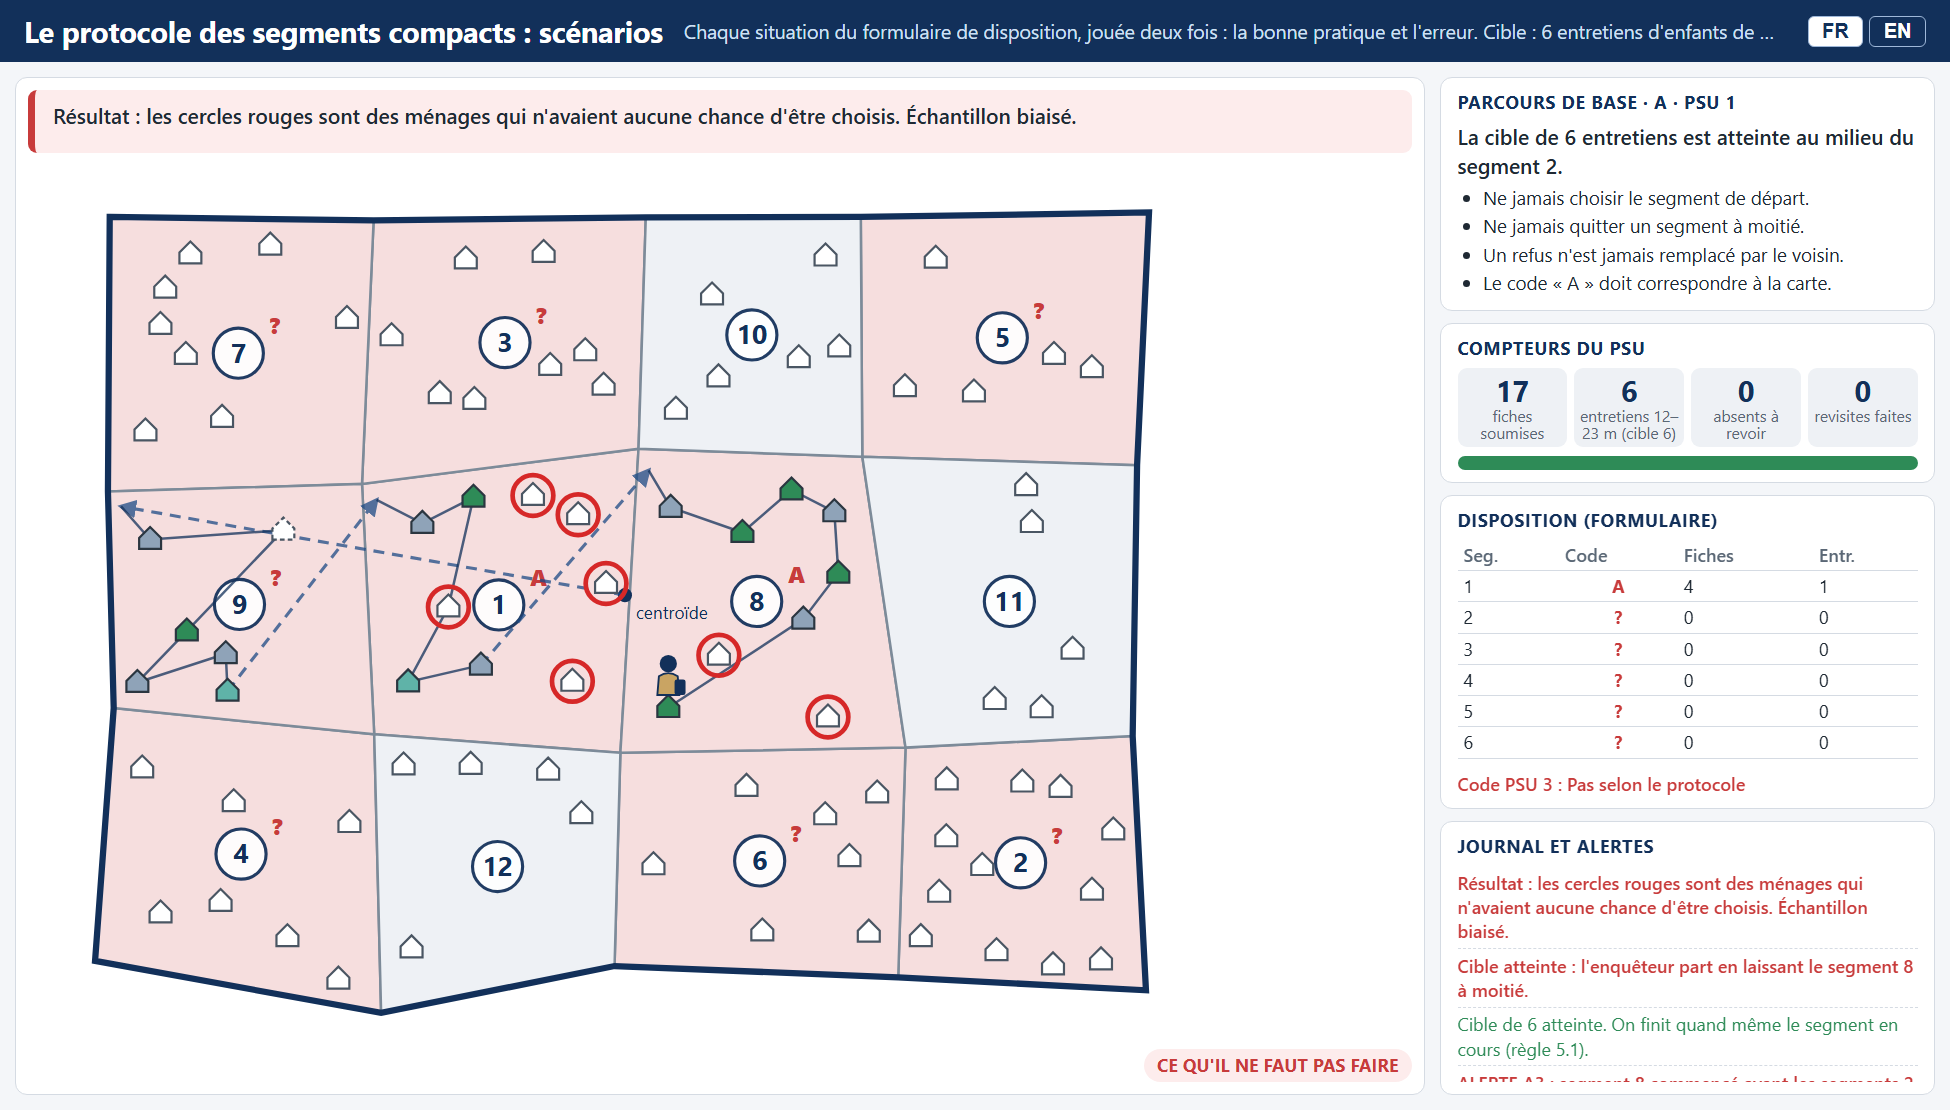 Le protocole des segments compacts : scénarios
Chaque situation du formulaire de disposition, jouée deux fois : la bonne pratique et l'erreur. Cible : 6 entretiens d'enfants de ...
FR
EN
Résultat : les cercles rouges sont des ménages qui n'avaient aucune chance d'être choisis. Échantillon biaisé.
7 ?
3 ?
10
5 ?
9 ?
1 A
centroïde
8 A
11
4 ?
12
6 ?
2 ?
CE QU'IL NE FAUT PAS FAIRE
PARCOURS DE BASE · A · PSU 1
La cible de 6 entretiens est atteinte au milieu du
segment 2.
• Ne jamais choisir le segment de départ.
• Ne jamais quitter un segment à moitié.
• Un refus n'est jamais remplacé par le voisin.
• Le code « A » doit correspondre à la carte.
COMPTEURS DU PSU
17
fiches
soumises
6
entretiens 12–
23 m (cible 6)
0
absents à
revoir
0
revisites faites
DISPOSITION (FORMULAIRE)
Seg. Code Fiches Entr.
1 A 4 1
2 ? 0 0
3 ? 0 0
4 ? 0 0
5 ? 0 0
6 ? 0 0
Code PSU 3 : Pas selon le protocole
JOURNAL ET ALERTES
Résultat : les cercles rouges sont des ménages qui
n'avaient aucune chance d'être choisis. Échantillon
biaisé.
Cible atteinte : l'enquêteur part en laissant le segment 8
à moitié.
Cible de 6 atteinte. On finit quand même le segment en
cours (règle 5.1).